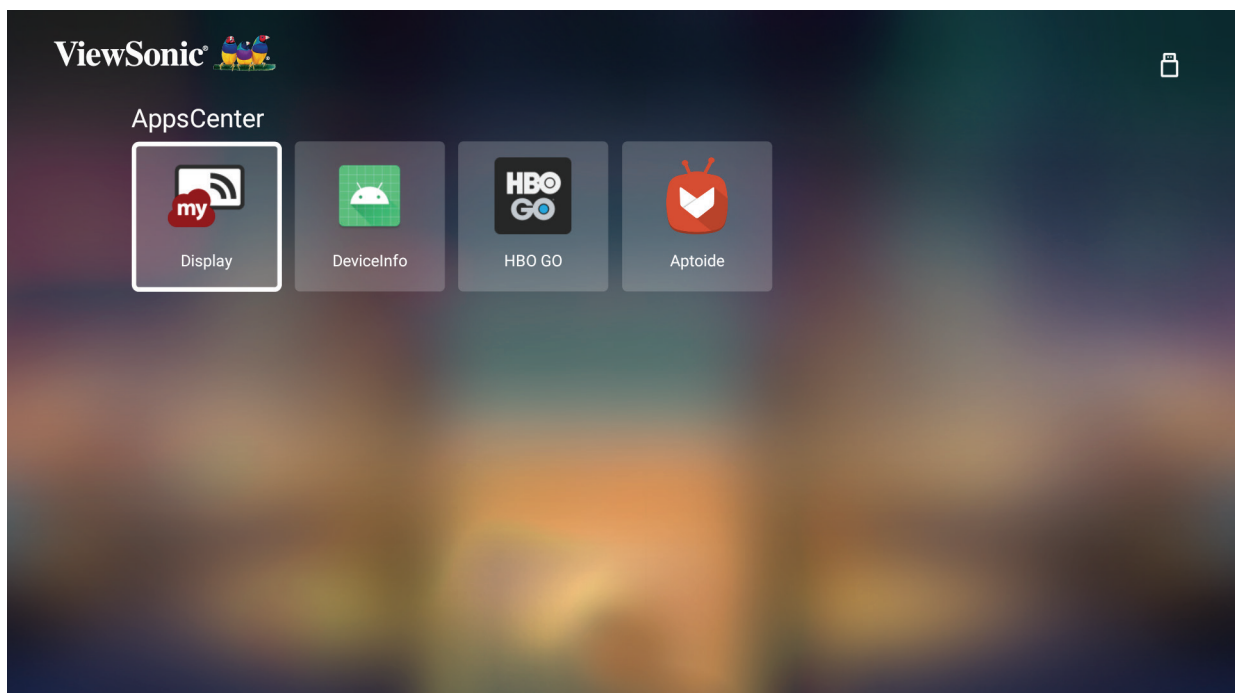 ViewSonic®
AppsCenter
my
HBO
GO
Display
DeviceInfo
HBO GO
Aptoide